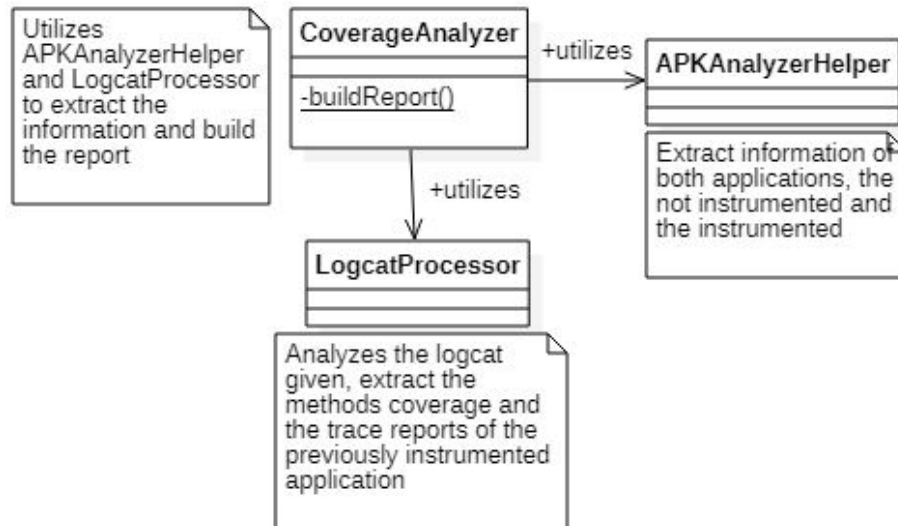 Utilizes
APKAnalyzerHelper
and LogcatProcessor
to extract the
information and build
the report
CoverageAnalyzer
-buildReport()
+utilizes
APKAnalyzerHelper
Extract information of
both applications, the
not instrumented and
the instrumented
+utilizes
LogcatProcessor
Analyzes the logcat
given, extract the
methods coverage and
the trace reports of the
previously instrumented
application